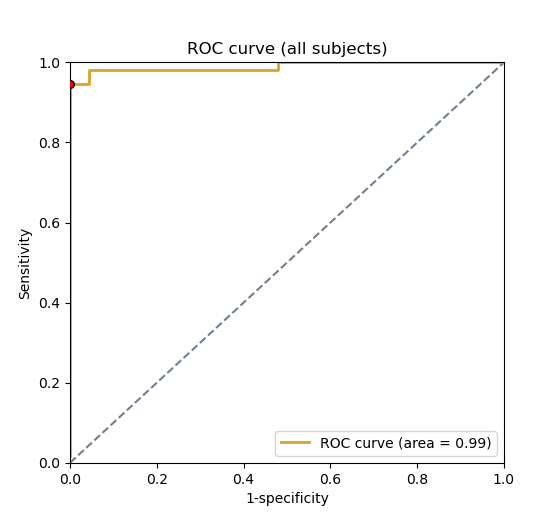 ROC curve (all subjects)
1.0
0.8
0.6
0.4
0.2
0.0
Sensitivity
ROC curve (area = 0.99)
0.0 0.2 0.4 0.6 0.8 1.0
1-specificity